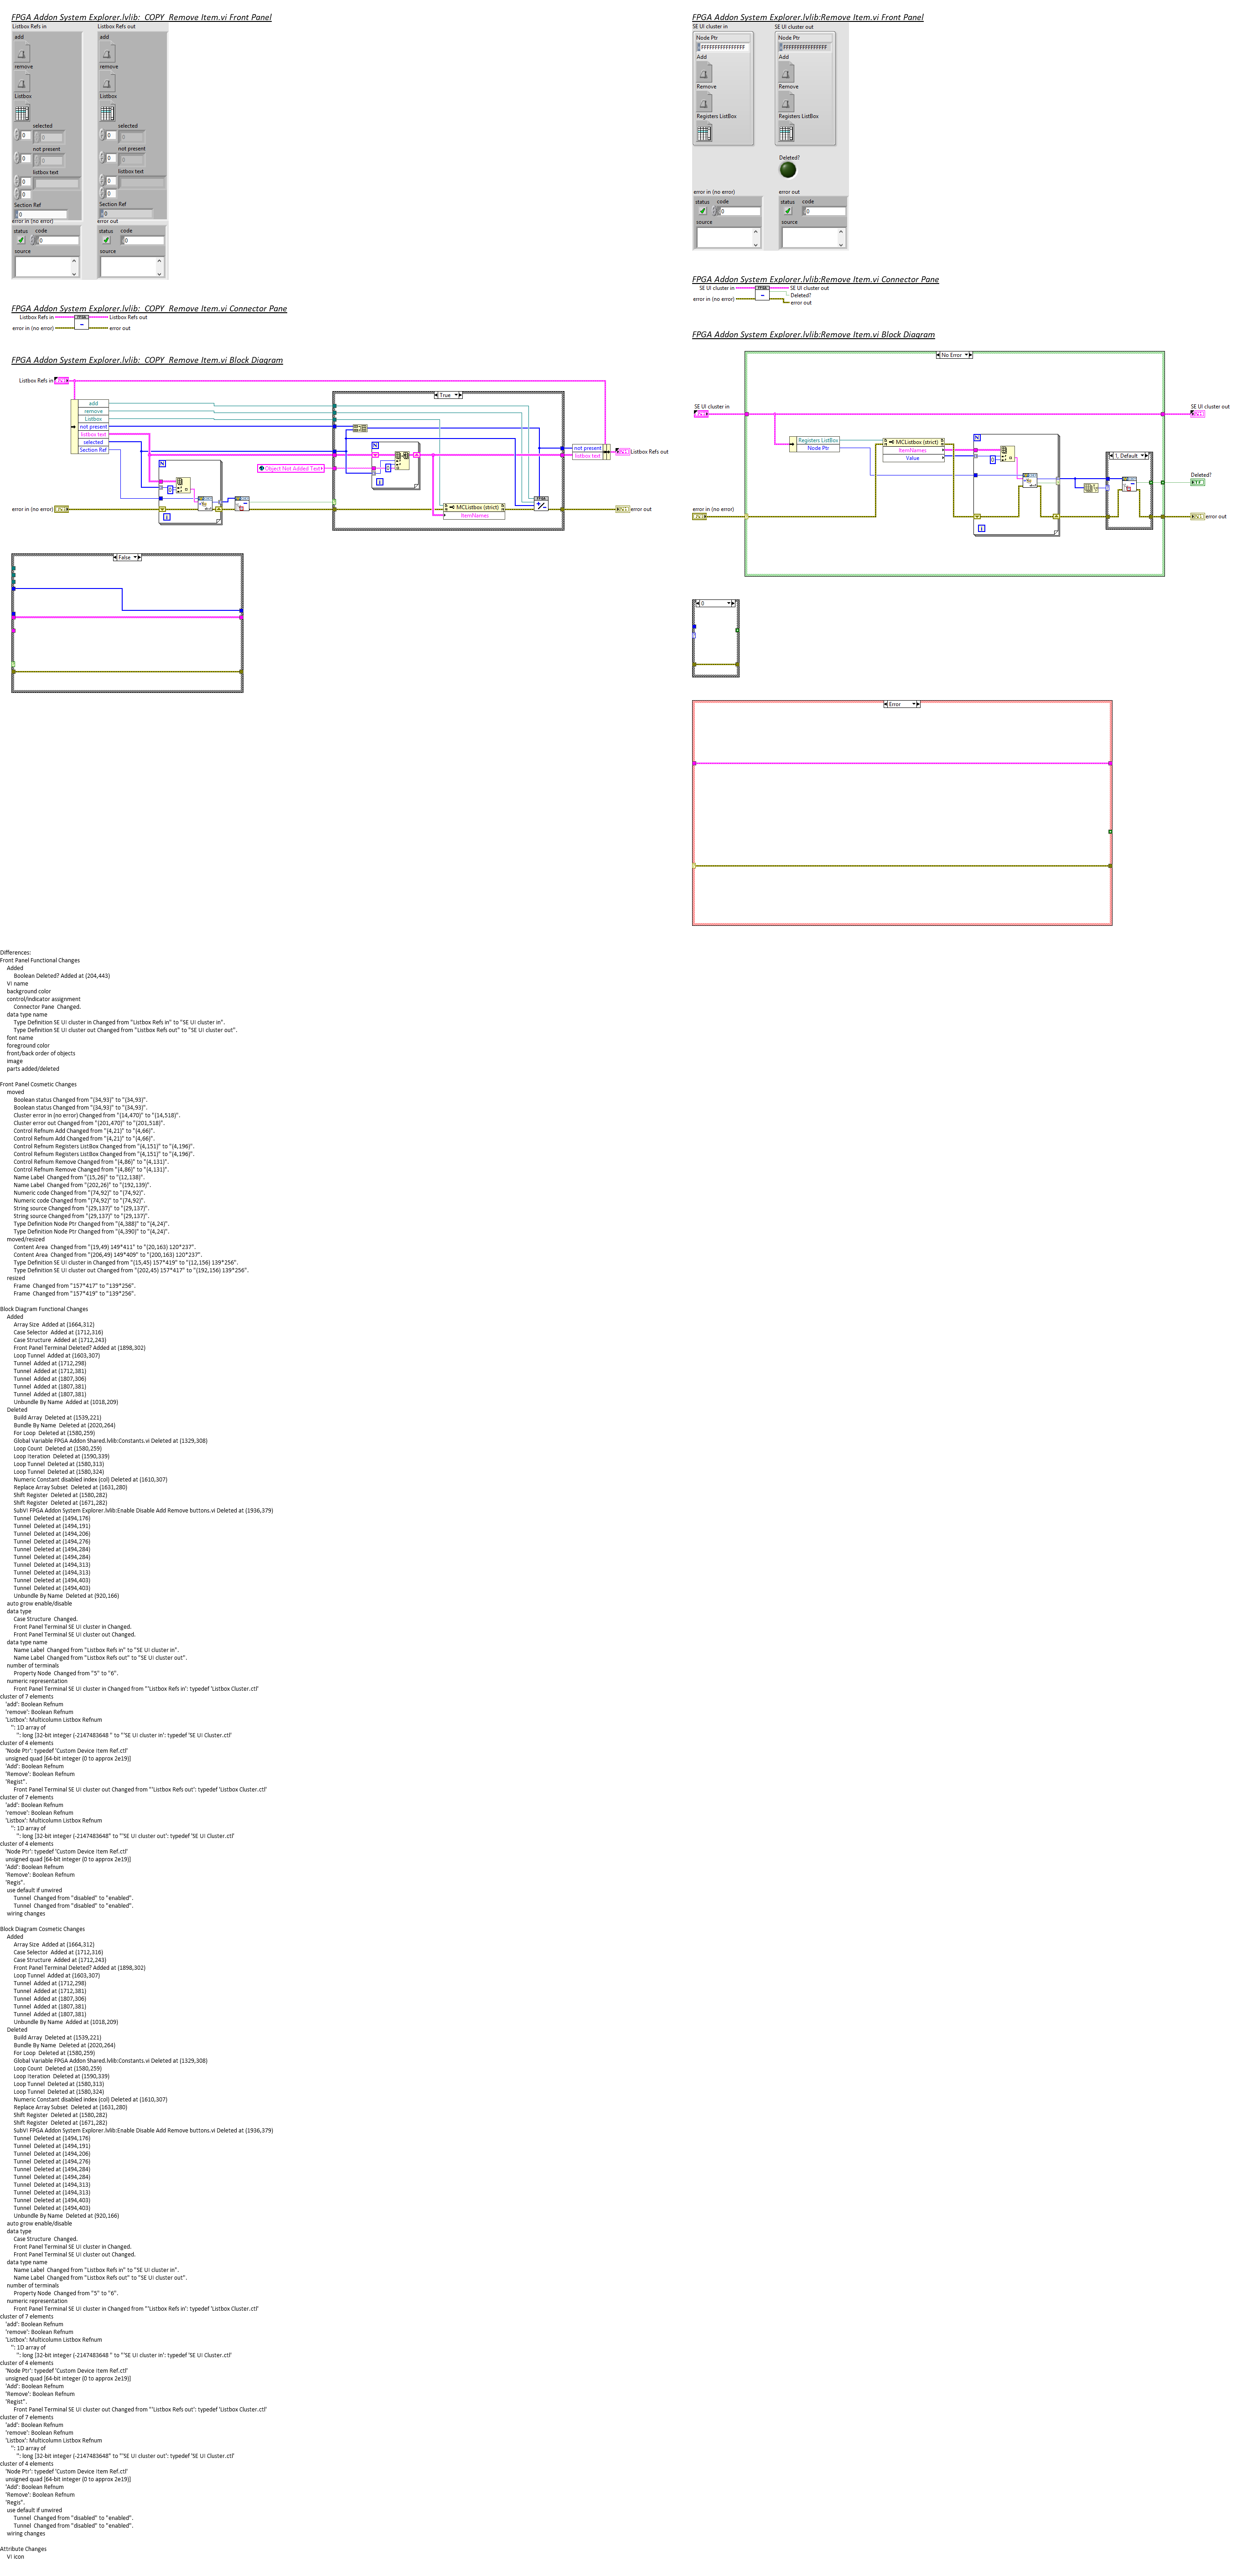 FPGA Addon System Explorer.lvlib:_COPY_Remove Item.vi Front Panel
Listbox Refs in
Listbox Refs out
add
add
remove
remove
Listbox
Listbox
selected
selected
0
0
0
0
not present
not present
0
0
0
0
listbox text
listbox text
0
0
0
0
Section Ref
Section Ref
0
0
error in (no error)
error out
status
code
status
code
0
0
source
source
FPGA Addon System Explorer.lvlib:_COPY_Remove Item.vi Connector Pane
Listbox Refs in
Listbox Refs out
error in (no error)
error out
FPGA Addon System Explorer.lvlib:_COPY_Remove Item.vi Block Diagram
Listbox Refs in
True
add
remove
Listbox
not present
listbox text
selected
Section Ref
N
N
0
0
i
i
Object Not Added Text
not present
listbox text
Listbox Refs out
MCListbox (strict)
ItemNames
error in (no error)
error out
False
FPGA Addon System Explorer.lvlib:Remove Item.vi Front Panel
SE UI cluster in
SE UI cluster out
Node Ptr
Node Ptr
FFFFFFFFFFFFFFFF
FFFFFFFFFFFFFFFF
Add
Add
Remove
Remove
Registers ListBox
Registers ListBox
Deleted?
error in (no error)
error out
status
code
status
code
0
0
source
source
FPGA Addon System Explorer.lvlib:Remove Item.vi Connector Pane
SE UI cluster in
SE UI cluster out
Deleted?
error in (no error)
error out
FPGA Addon System Explorer.lvlib:Remove Item.vi Block Diagram
No Error
SE UI cluster in
SE UI cluster out
Registers ListBox
Node Ptr
MCListbox (strict)
ItemNames
Value
N
0
i
1, Default
Deleted?
TF
error in (no error)
error out
0
Error
Differences:
Front Panel Functional Changes
Added
Boolean Deleted? Added at (204,443)
VI name
background color
control/indicator assignment
Connector Pane  Changed.
data type name
Type Definition SE UI cluster in Changed from "Listbox Refs in" to "SE UI cluster in".
Type Definition SE UI cluster out Changed from "Listbox Refs out" to "SE UI cluster out".
font name
foreground color
front/back order of objects
image
parts added/deleted
Front Panel Cosmetic Changes
moved
Boolean status Changed from "(34,93)" to "(34,93)".
Boolean status Changed from "(34,93)" to "(34,93)".
Cluster error in (no error) Changed from "(14,470)" to "(14,518)".
Cluster error out Changed from "(201,470)" to "(201,518)".
Control Refnum Add Changed from "(4,21)" to "(4,66)".
Control Refnum Add Changed from "(4,21)" to "(4,66)".
Control Refnum Registers ListBox Changed from "(4,151)" to "(4,196)".
Control Refnum Registers ListBox Changed from "(4,151)" to "(4,196)".
Control Refnum Remove Changed from "(4,86)" to "(4,131)".
Control Refnum Remove Changed from "(4,86)" to "(4,131)".
Name Label  Changed from "(15,26)" to "(12,138)".
Name Label  Changed from "(202,26)" to "(192,139)".
Numeric code Changed from "(74,92)" to "(74,92)".
Numeric code Changed from "(74,92)" to "(74,92)".
String source Changed from "(29,137)" to "(29,137)".
String source Changed from "(29,137)" to "(29,137)".
Type Definition Node Ptr Changed from "(4,388)" to "(4,24)".
Type Definition Node Ptr Changed from "(4,390)" to "(4,24)".
moved/resized
Content Area  Changed from "(19,49) 149*411" to "(20,163) 120*237".
Content Area  Changed from "(206,49) 149*409" to "(200,163) 120*237".
Type Definition SE UI cluster in Changed from "(15,45) 157*419" to "(12,156) 139*256".
Type Definition SE UI cluster out Changed from "(202,45) 157*417" to "(192,156) 139*256".
resized
Frame  Changed from "157*417" to "139*256".
Frame  Changed from "157*419" to "139*256".
Block Diagram Functional Changes
Added
Array Size  Added at (1664,312)
Case Selector  Added at (1712,316)
Case Structure  Added at (1712,243)
Front Panel Terminal Deleted? Added at (1898,302)
Loop Tunnel  Added at (1603,307)
Tunnel  Added at (1712,298)
Tunnel  Added at (1712,381)
Tunnel  Added at (1807,306)
Tunnel  Added at (1807,381)
Tunnel  Added at (1807,381)
Unbundle By Name  Added at (1018,209)
Deleted
Build Array  Deleted at (1539,221)
Bundle By Name  Deleted at (2020,264)
For Loop  Deleted at (1580,259)
Global Variable FPGA Addon Shared.lvlib:Constants.vi Deleted at (1329,308)
Loop Count  Deleted at (1580,259)
Loop Iteration  Deleted at (1590,339)
Loop Tunnel  Deleted at (1580,313)
Loop Tunnel  Deleted at (1580,324)
Numeric Constant disabled index (col) Deleted at (1610,307)
Replace Array Subset  Deleted at (1631,280)
Shift Register  Deleted at (1580,282)
Shift Register  Deleted at (1671,282)
SubVI FPGA Addon System Explorer.lvlib:Enable Disable Add Remove buttons.vi Deleted at (1936,379)
Tunnel  Deleted at (1494,176)
Tunnel  Deleted at (1494,191)
Tunnel  Deleted at (1494,206)
Tunnel  Deleted at (1494,276)
Tunnel  Deleted at (1494,284)
Tunnel  Deleted at (1494,284)
Tunnel  Deleted at (1494,313)
Tunnel  Deleted at (1494,313)
Tunnel  Deleted at (1494,403)
Tunnel  Deleted at (1494,403)
Unbundle By Name  Deleted at (920,166)
auto grow enable/disable
data type
Case Structure  Changed.
Front Panel Terminal SE UI cluster in Changed.
Front Panel Terminal SE UI cluster out Changed.
data type name
Name Label  Changed from "Listbox Refs in" to "SE UI cluster in".
Name Label  Changed from "Listbox Refs out" to "SE UI cluster out".
number of terminals
Property Node  Changed from "5" to "6".
numeric representation
Front Panel Terminal SE UI cluster in Changed from "'Listbox Refs in': typedef 'Listbox Cluster.ctl'
cluster of 7 elements
'add': Boolean Refnum
'remove': Boolean Refnum
'Listbox': Multicolumn Listbox Refnum
'': 1D array of
'': long [32-bit integer (-2147483648 " to "'SE UI cluster in': typedef 'SE UI Cluster.ctl'
cluster of 4 elements
'Node Ptr': typedef 'Custom Device Item Ref.ctl'
unsigned quad [64-bit integer (0 to approx 2e19)]
'Add': Boolean Refnum
'Remove': Boolean Refnum
'Regist".
Front Panel Terminal SE UI cluster out Changed from "'Listbox Refs out': typedef 'Listbox Cluster.ctl'
cluster of 7 elements
'add': Boolean Refnum
'remove': Boolean Refnum
'Listbox': Multicolumn Listbox Refnum
'': 1D array of
'': long [32-bit integer (-2147483648" to "'SE UI cluster out': typedef 'SE UI Cluster.ctl'
cluster of 4 elements
'Node Ptr': typedef 'Custom Device Item Ref.ctl'
unsigned quad [64-bit integer (0 to approx 2e19)]
'Add': Boolean Refnum
'Remove': Boolean Refnum
'Regis".
use default if unwired
Tunnel  Changed from "disabled" to "enabled".
Tunnel  Changed from "disabled" to "enabled".
wiring changes
Block Diagram Cosmetic Changes
Added
Array Size  Added at (1664,312)
Case Selector  Added at (1712,316)
Case Structure  Added at (1712,243)
Front Panel Terminal Deleted? Added at (1898,302)
Loop Tunnel  Added at (1603,307)
Tunnel  Added at (1712,298)
Tunnel  Added at (1712,381)
Tunnel  Added at (1807,306)
Tunnel  Added at (1807,381)
Tunnel  Added at (1807,381)
Unbundle By Name  Added at (1018,209)
Deleted
Build Array  Deleted at (1539,221)
Bundle By Name  Deleted at (2020,264)
For Loop  Deleted at (1580,259)
Global Variable FPGA Addon Shared.lvlib:Constants.vi Deleted at (1329,308)
Loop Count  Deleted at (1580,259)
Loop Iteration  Deleted at (1590,339)
Loop Tunnel  Deleted at (1580,313)
Loop Tunnel  Deleted at (1580,324)
Numeric Constant disabled index (col) Deleted at (1610,307)
Replace Array Subset  Deleted at (1631,280)
Shift Register  Deleted at (1580,282)
Shift Register  Deleted at (1671,282)
SubVI FPGA Addon System Explorer.lvlib:Enable Disable Add Remove buttons.vi Deleted at (1936,379)
Tunnel  Deleted at (1494,176)
Tunnel  Deleted at (1494,191)
Tunnel  Deleted at (1494,206)
Tunnel  Deleted at (1494,276)
Tunnel  Deleted at (1494,284)
Tunnel  Deleted at (1494,284)
Tunnel  Deleted at (1494,313)
Tunnel  Deleted at (1494,313)
Tunnel  Deleted at (1494,403)
Tunnel  Deleted at (1494,403)
Unbundle By Name  Deleted at (920,166)
auto grow enable/disable
data type
Case Structure  Changed.
Front Panel Terminal SE UI cluster in Changed.
Front Panel Terminal SE UI cluster out Changed.
data type name
Name Label  Changed from "Listbox Refs in" to "SE UI cluster in".
Name Label  Changed from "Listbox Refs out" to "SE UI cluster out".
number of terminals
Property Node  Changed from "5" to "6".
numeric representation
Front Panel Terminal SE UI cluster in Changed from "'Listbox Refs in': typedef 'Listbox Cluster.ctl'
cluster of 7 elements
'add': Boolean Refnum
'remove': Boolean Refnum
'Listbox': Multicolumn Listbox Refnum
'': 1D array of
'': long [32-bit integer (-2147483648 " to "'SE UI cluster in': typedef 'SE UI Cluster.ctl'
cluster of 4 elements
'Node Ptr': typedef 'Custom Device Item Ref.ctl'
unsigned quad [64-bit integer (0 to approx 2e19)]
'Add': Boolean Refnum
'Remove': Boolean Refnum
'Regist".
Front Panel Terminal SE UI cluster out Changed from "'Listbox Refs out': typedef 'Listbox Cluster.ctl'
cluster of 7 elements
'add': Boolean Refnum
'remove': Boolean Refnum
'Listbox': Multicolumn Listbox Refnum
'': 1D array of
'': long [32-bit integer (-2147483648" to "'SE UI cluster out': typedef 'SE UI Cluster.ctl'
cluster of 4 elements
'Node Ptr': typedef 'Custom Device Item Ref.ctl'
unsigned quad [64-bit integer (0 to approx 2e19)]
'Add': Boolean Refnum
'Remove': Boolean Refnum
'Regis".
use default if unwired
Tunnel  Changed from "disabled" to "enabled".
Tunnel  Changed from "disabled" to "enabled".
wiring changes
Attribute Changes
VI icon